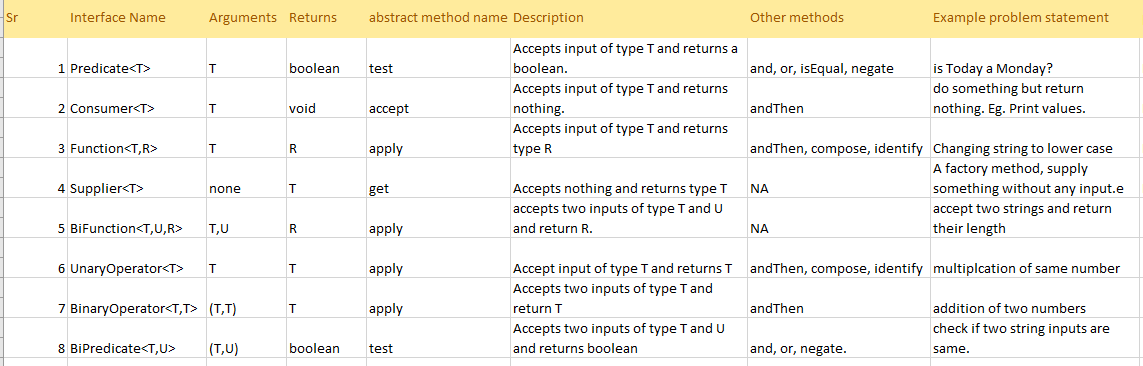 Sr Interface Name Arguments Returns abstract method name Description Other methods Example problem statement
Accepts input of type T and returns a
1 Predicate<T> T boolean test boolean. and, or, isEqual, negate is Today a Monday?
Accepts input of type T and returns do something but return
2 Consumer<T> T void accept nothing. andThen nothing. Eg. Print values.
Accepts input of type T and returns
3 Function<T,R> T R apply type R andThen, compose, identify Changing string to lower case
A factory method, supply
4 Supplier<T> none T get Accepts nothing and returns type T NA something without any input.e
accepts two inputs of type T and U accept two strings and return
5 BiFunction<T,U,R> T,U R apply and return R. NA their length
6 UnaryOperator<T> T T apply Accept input of type T and returns T andThen, compose, identify multiplcation of same number
Accepts two inputs of type T and
7 BinaryOperator<T,T> (T,T) T apply return T andThen addition of two numbers
Accepts two inputs of type T and U check if two string inputs are
8 BiPredicate<T,U> (T,U) boolean test and returns boolean and, or, negate. same.